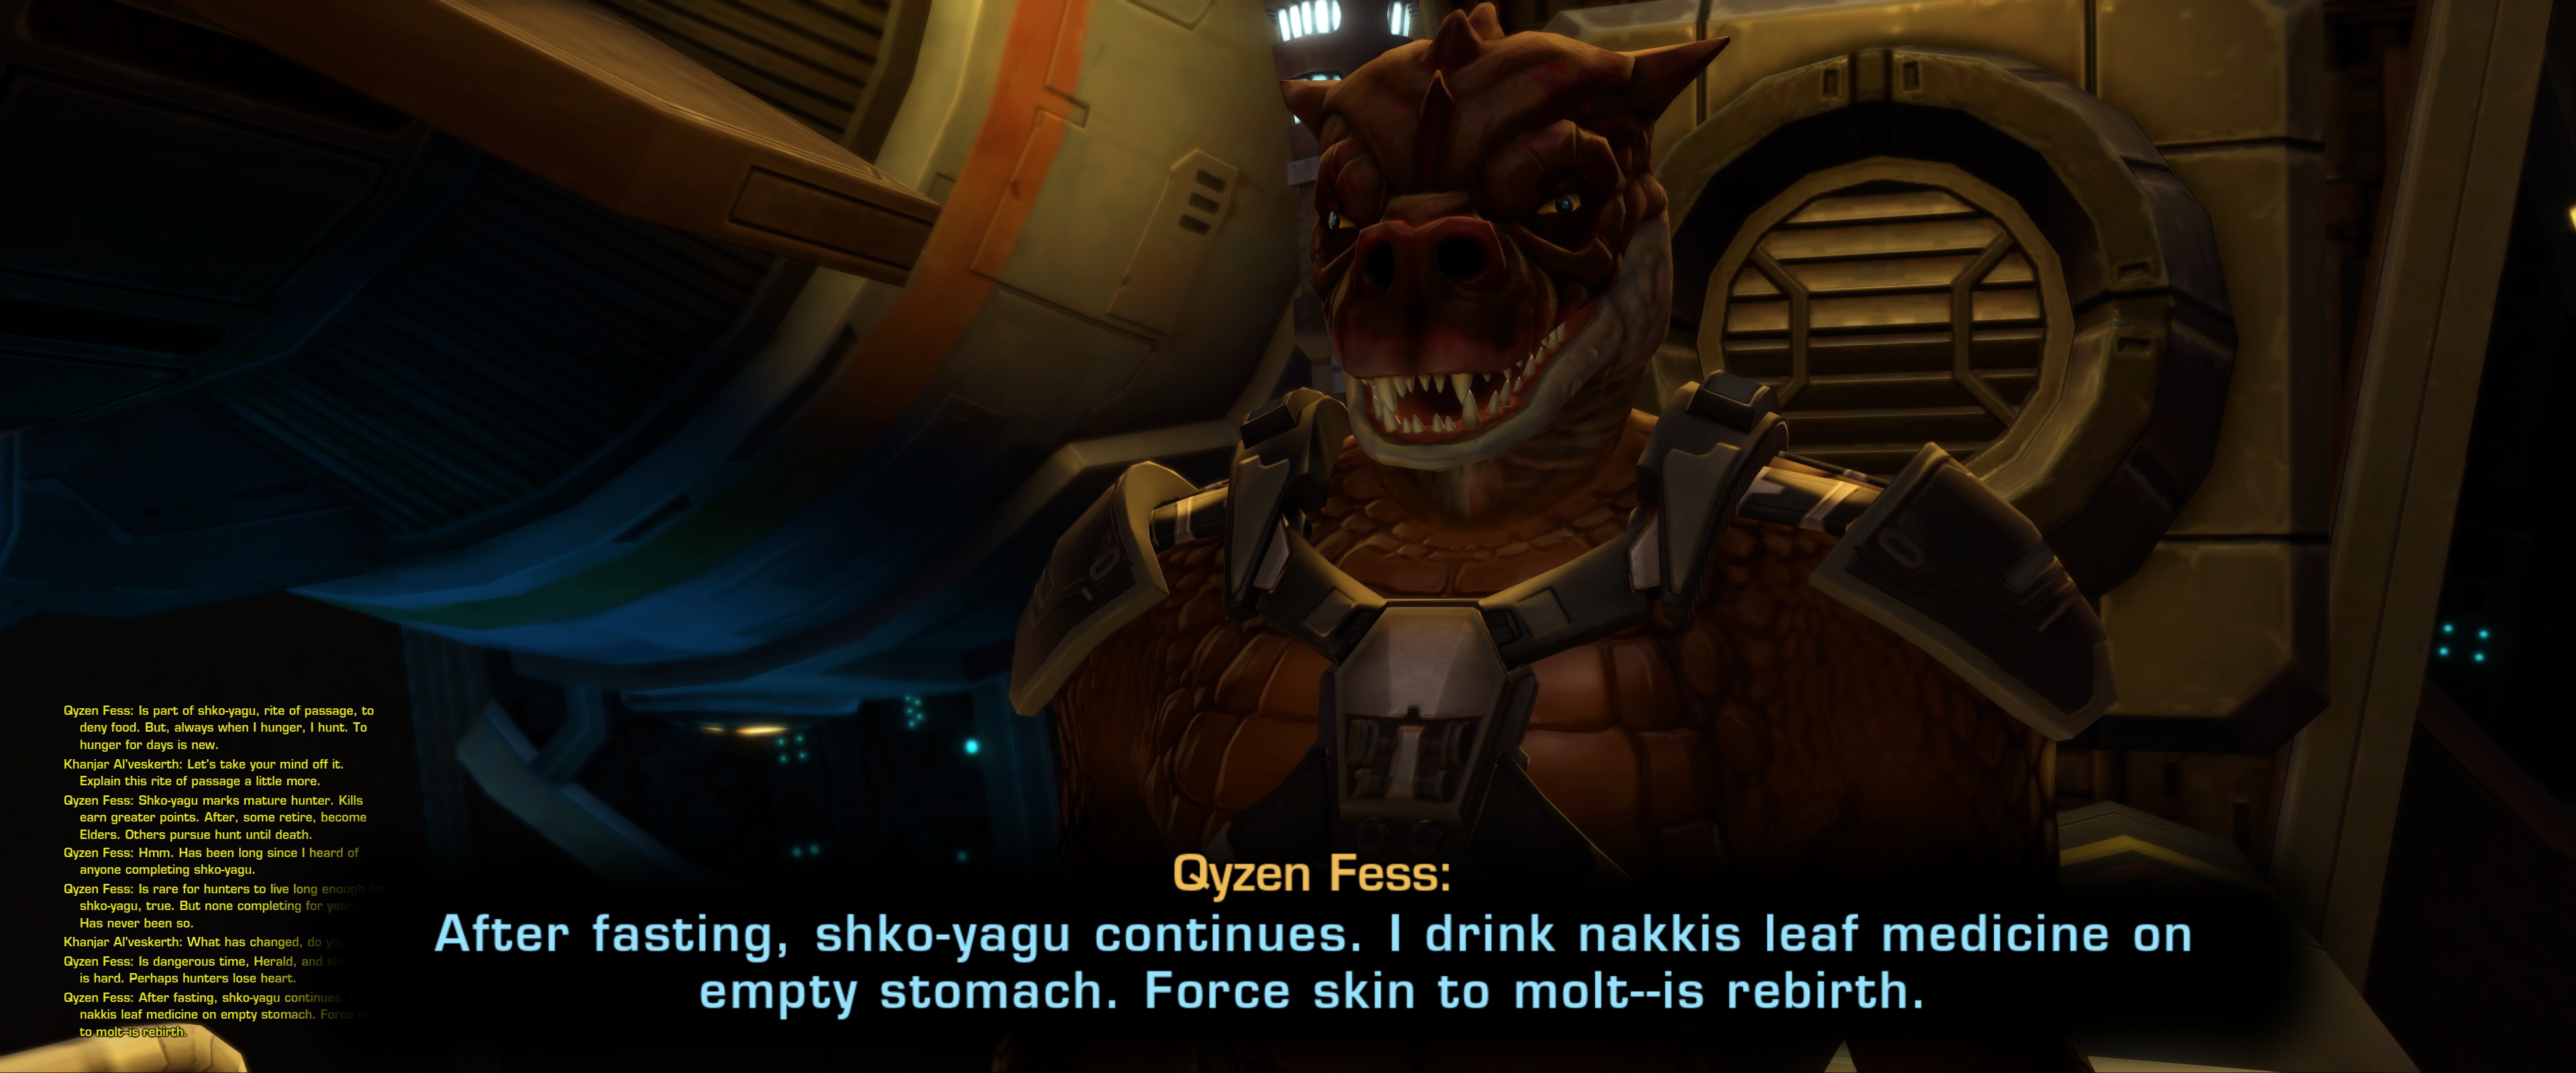 Qyzen Fess: Is part of shko-yagu, rite of passage, to
deny food. But, always when I hunger, I hunt. To
hunger for days is new.
Khanjar Al'veskerth: Let's take your mind off it.
Explain this rite of passage a little more.
Qyzen Fess: Shko-yagu marks mature hunter. Kills
earn greater points. After, some retire, become
Elders. Others pursue hunt until death.
Qyzen Fess: Hmm. Has been long since I heard of
anyone completing shko-yagu.
Qyzen Fess: Is rare for hunters to live long enough for
shko-yagu, true. But none completing for years
Has never been so.
Khanjar Al'veskerth: What has changed, do you
Qyzen Fess: Is dangerous time, Herald, and
is hard. Perhaps hunters lose heart.
Qyzen Fess: After fasting, shko-yagu continues.
nakkis leaf medicine on empty stomach. Force
to molt--is rebirth.
Qyzen Fess:
After fasting, shko-yagu continues. I drink nakkis leaf medicine on
empty stomach. Force skin to molt--is rebirth.